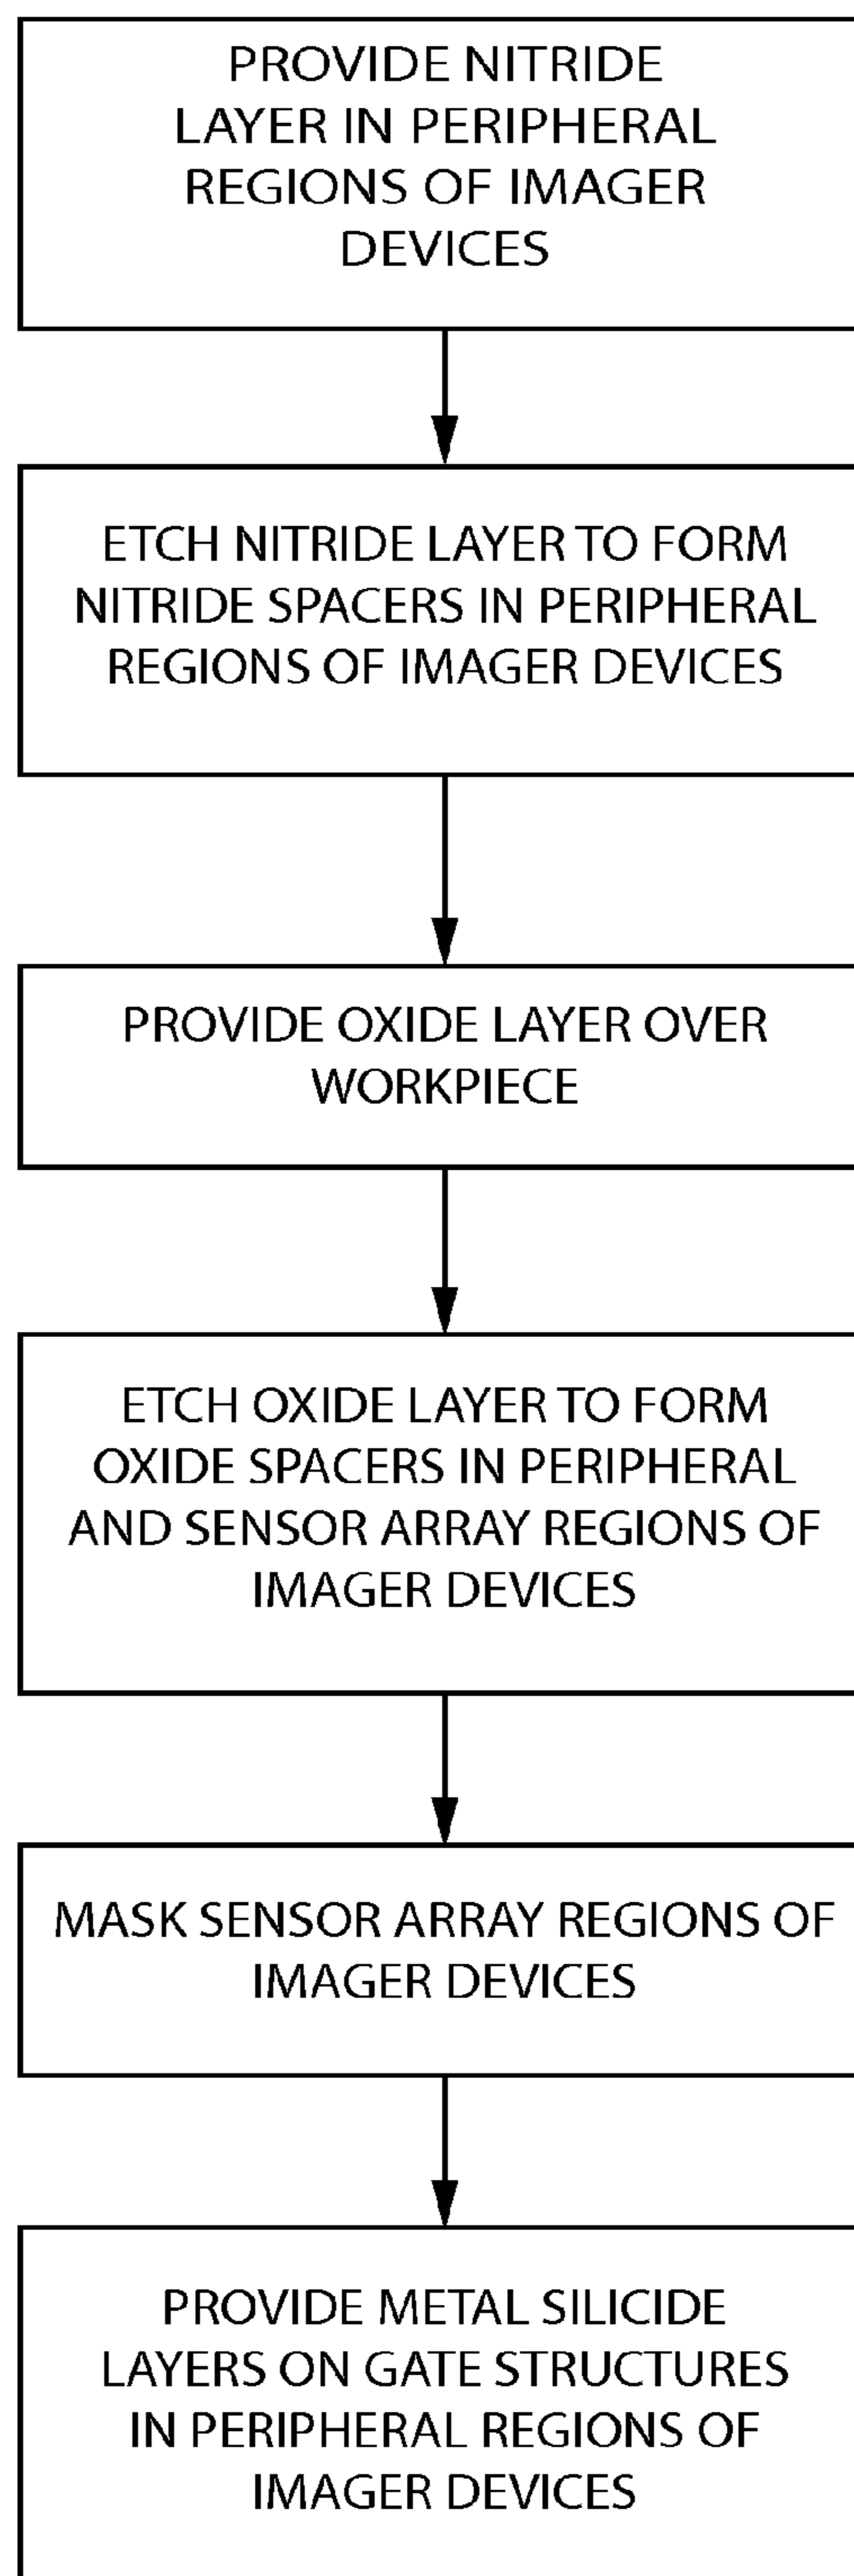 PROVIDE NITRIDE
LAYER IN PERIPHERAL
REGIONS OF IMAGER
DEVICES
ETCH NITRIDE LAYER TO FORM
NITRIDE SPACERS IN PERIPHERAL
REGIONS OF IMAGER DEVICES
PROVIDE OXIDE LAYER OVER
WORKPIECE
ETCH OXIDE LAYER TO FORM
OXIDE SPACERS IN PERIPHERAL
AND SENSOR ARRAY REGIONS OF
IMAGER DEVICES
MASK SENSOR ARRAY REGIONS OF
IMAGER DEVICES
PROVIDE METAL SILICIDE
LAYERS ON GATE STRUCTURES
IN PERIPHERAL REGIONS OF
IMAGER DEVICES